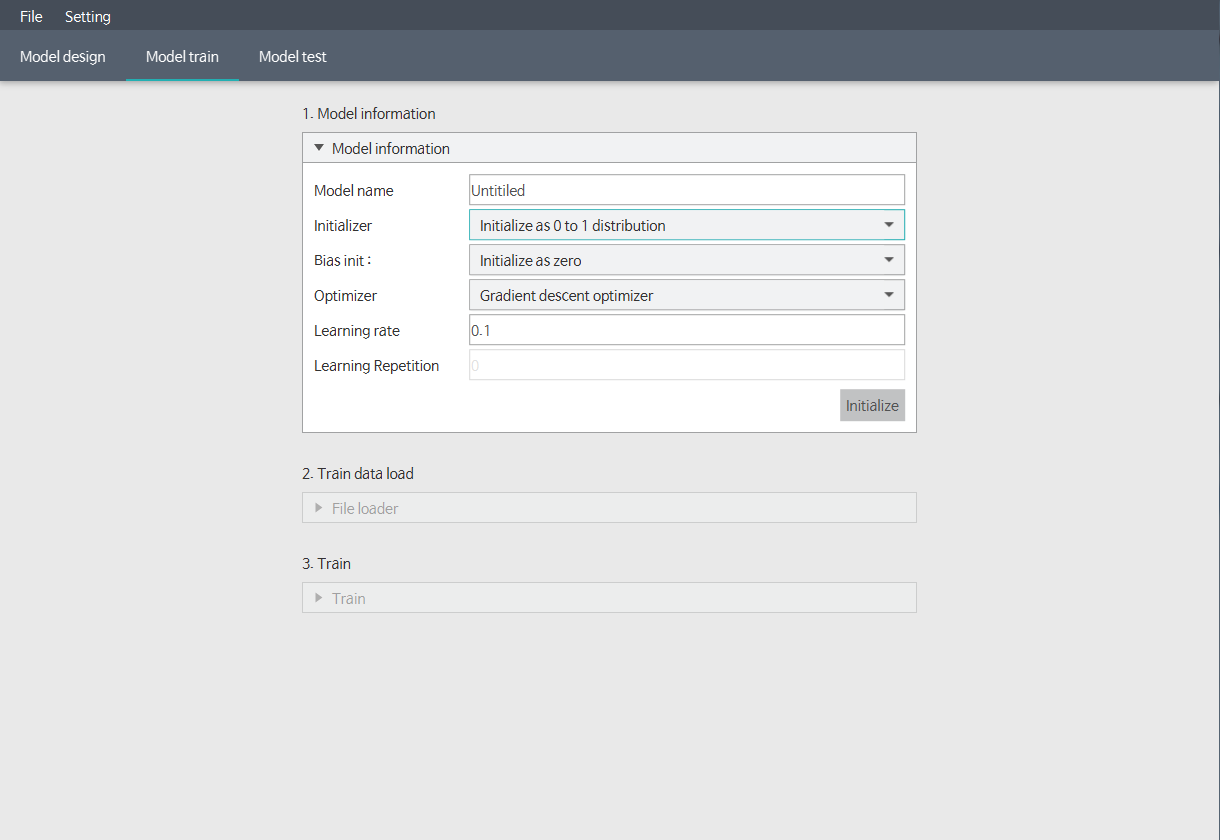 File Setting
Model design Model train Model test
1. Model information
Model information
Model name Untitiled
Initializer Initialize as 0 to 1 distribution
Bias init : Initialize as zero
Optimizer Gradient descent optimizer
Learning rate 0.1
Learning Repetition 0
Initialize
2. Train data load
File loader
3. Train
Train